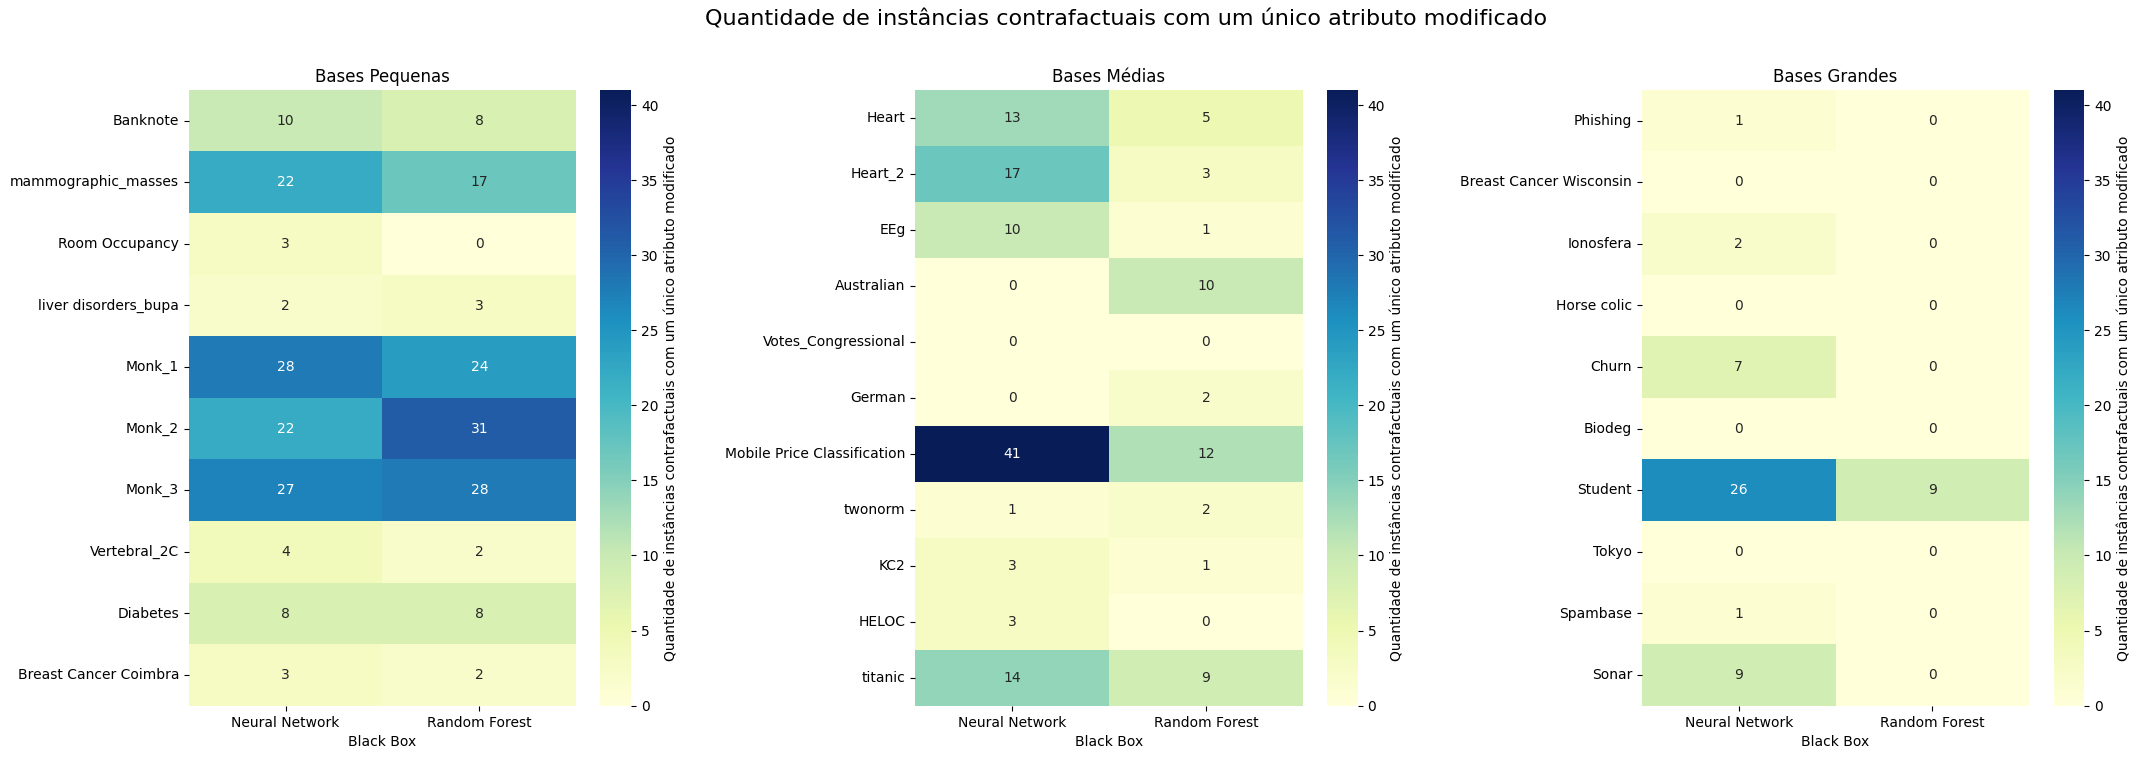 Quantidade de instâncias contrafactuais com um único atributo modificado
Bases Pequenas
Banknote 10 8
mammographic_masses 22 17
Room Occupancy 3 0
liver disorders_bupa 2 3
Monk_1 28 24
Monk_2 22 31
Monk_3 27 28
Vertebral_2C 4 2
Diabetes 8 8
Breast Cancer Coimbra 3 2
Neural Network Random Forest
Black Box
40
35
30
25
20
15
10
5
0
Quantidade de instâncias contrafactuais com um único atributo modificado
Bases Médias
Heart 13 5
Heart_2 17 3
EEg 10 1
Australian 0 10
Votes_Congressional 0 0
German 0 2
Mobile Price Classification 41 12
twonorm 1 2
KC2 3 1
HELOC 3 0
titanic 14 9
Neural Network Random Forest
Black Box
40
35
30
25
20
15
10
5
0
Quantidade de instâncias contrafactuais com um único atributo modificado
Bases Grandes
Phishing 1 0
Breast Cancer Wisconsin 0 0
Ionosfera 2 0
Horse colic 0 0
Churn 7 0
Biodeg 0 0
Student 26 9
Tokyo 0 0
Spambase 1 0
Sonar 9 0
Neural Network Random Forest
Black Box
40
35
30
25
20
15
10
5
0
Quantidade de instâncias contrafactuais com um único atributo modificado